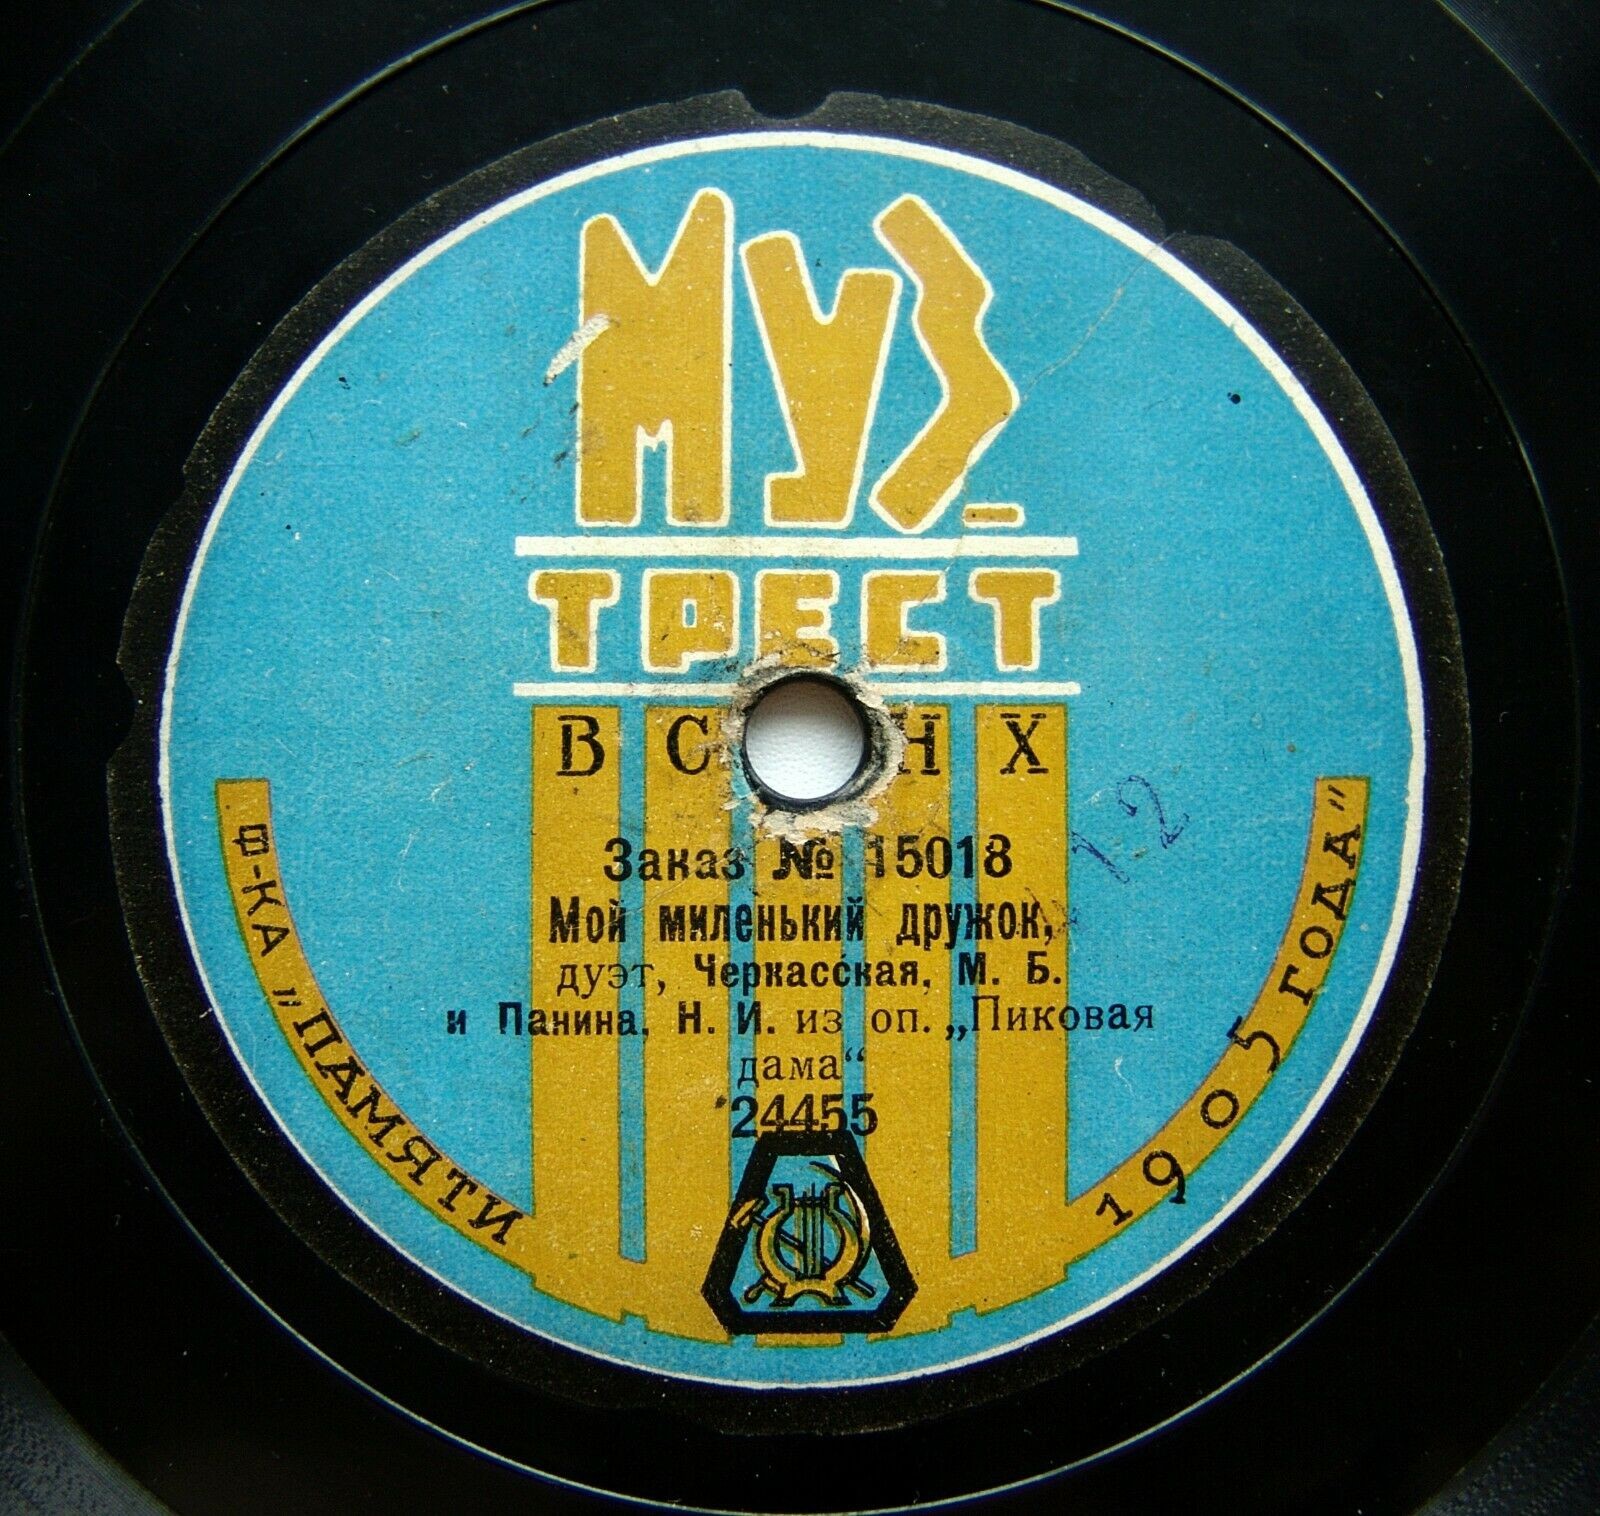 МУЗ
ТРЕСТ
ВСНХ
Заказ № 15018
Мой миленький дружок,
дуэт, Черкасская, М. Б.
и Панина, Н. И. из оп. „Пиковая
дама“
24455
Ф-КА „ПАМЯТИ 1905 ГОДА”
12